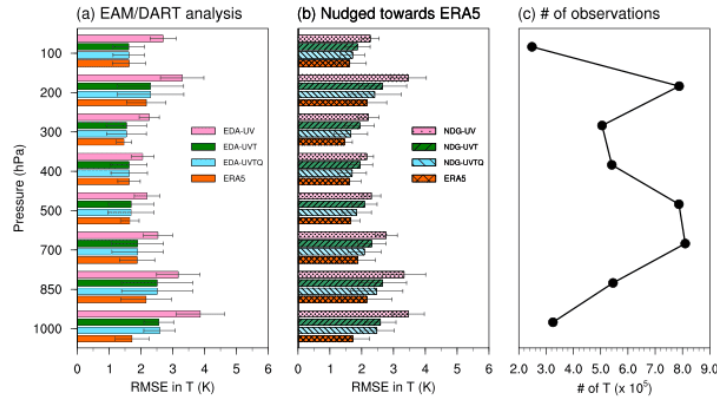 (a) EAM/DART analysis
(b) Nudged towards ERA5
(c) # of observations
Pressure (hPa)
100
200
300
400
500
700
850
1000
EDA-UV
EDA-UVT
EDA-UVTQ
ERA5
NDG-UV
NDG-UVT
NDG-UVTQ
ERA5
0 1 2 3 4 5 6
0 1 2 3 4 5 6
2.0 3.0 4.0 5.0 6.0 7.0 8.0 9.0
RMSE in T (K)
RMSE in T (K)
# of T (x 10⁵)